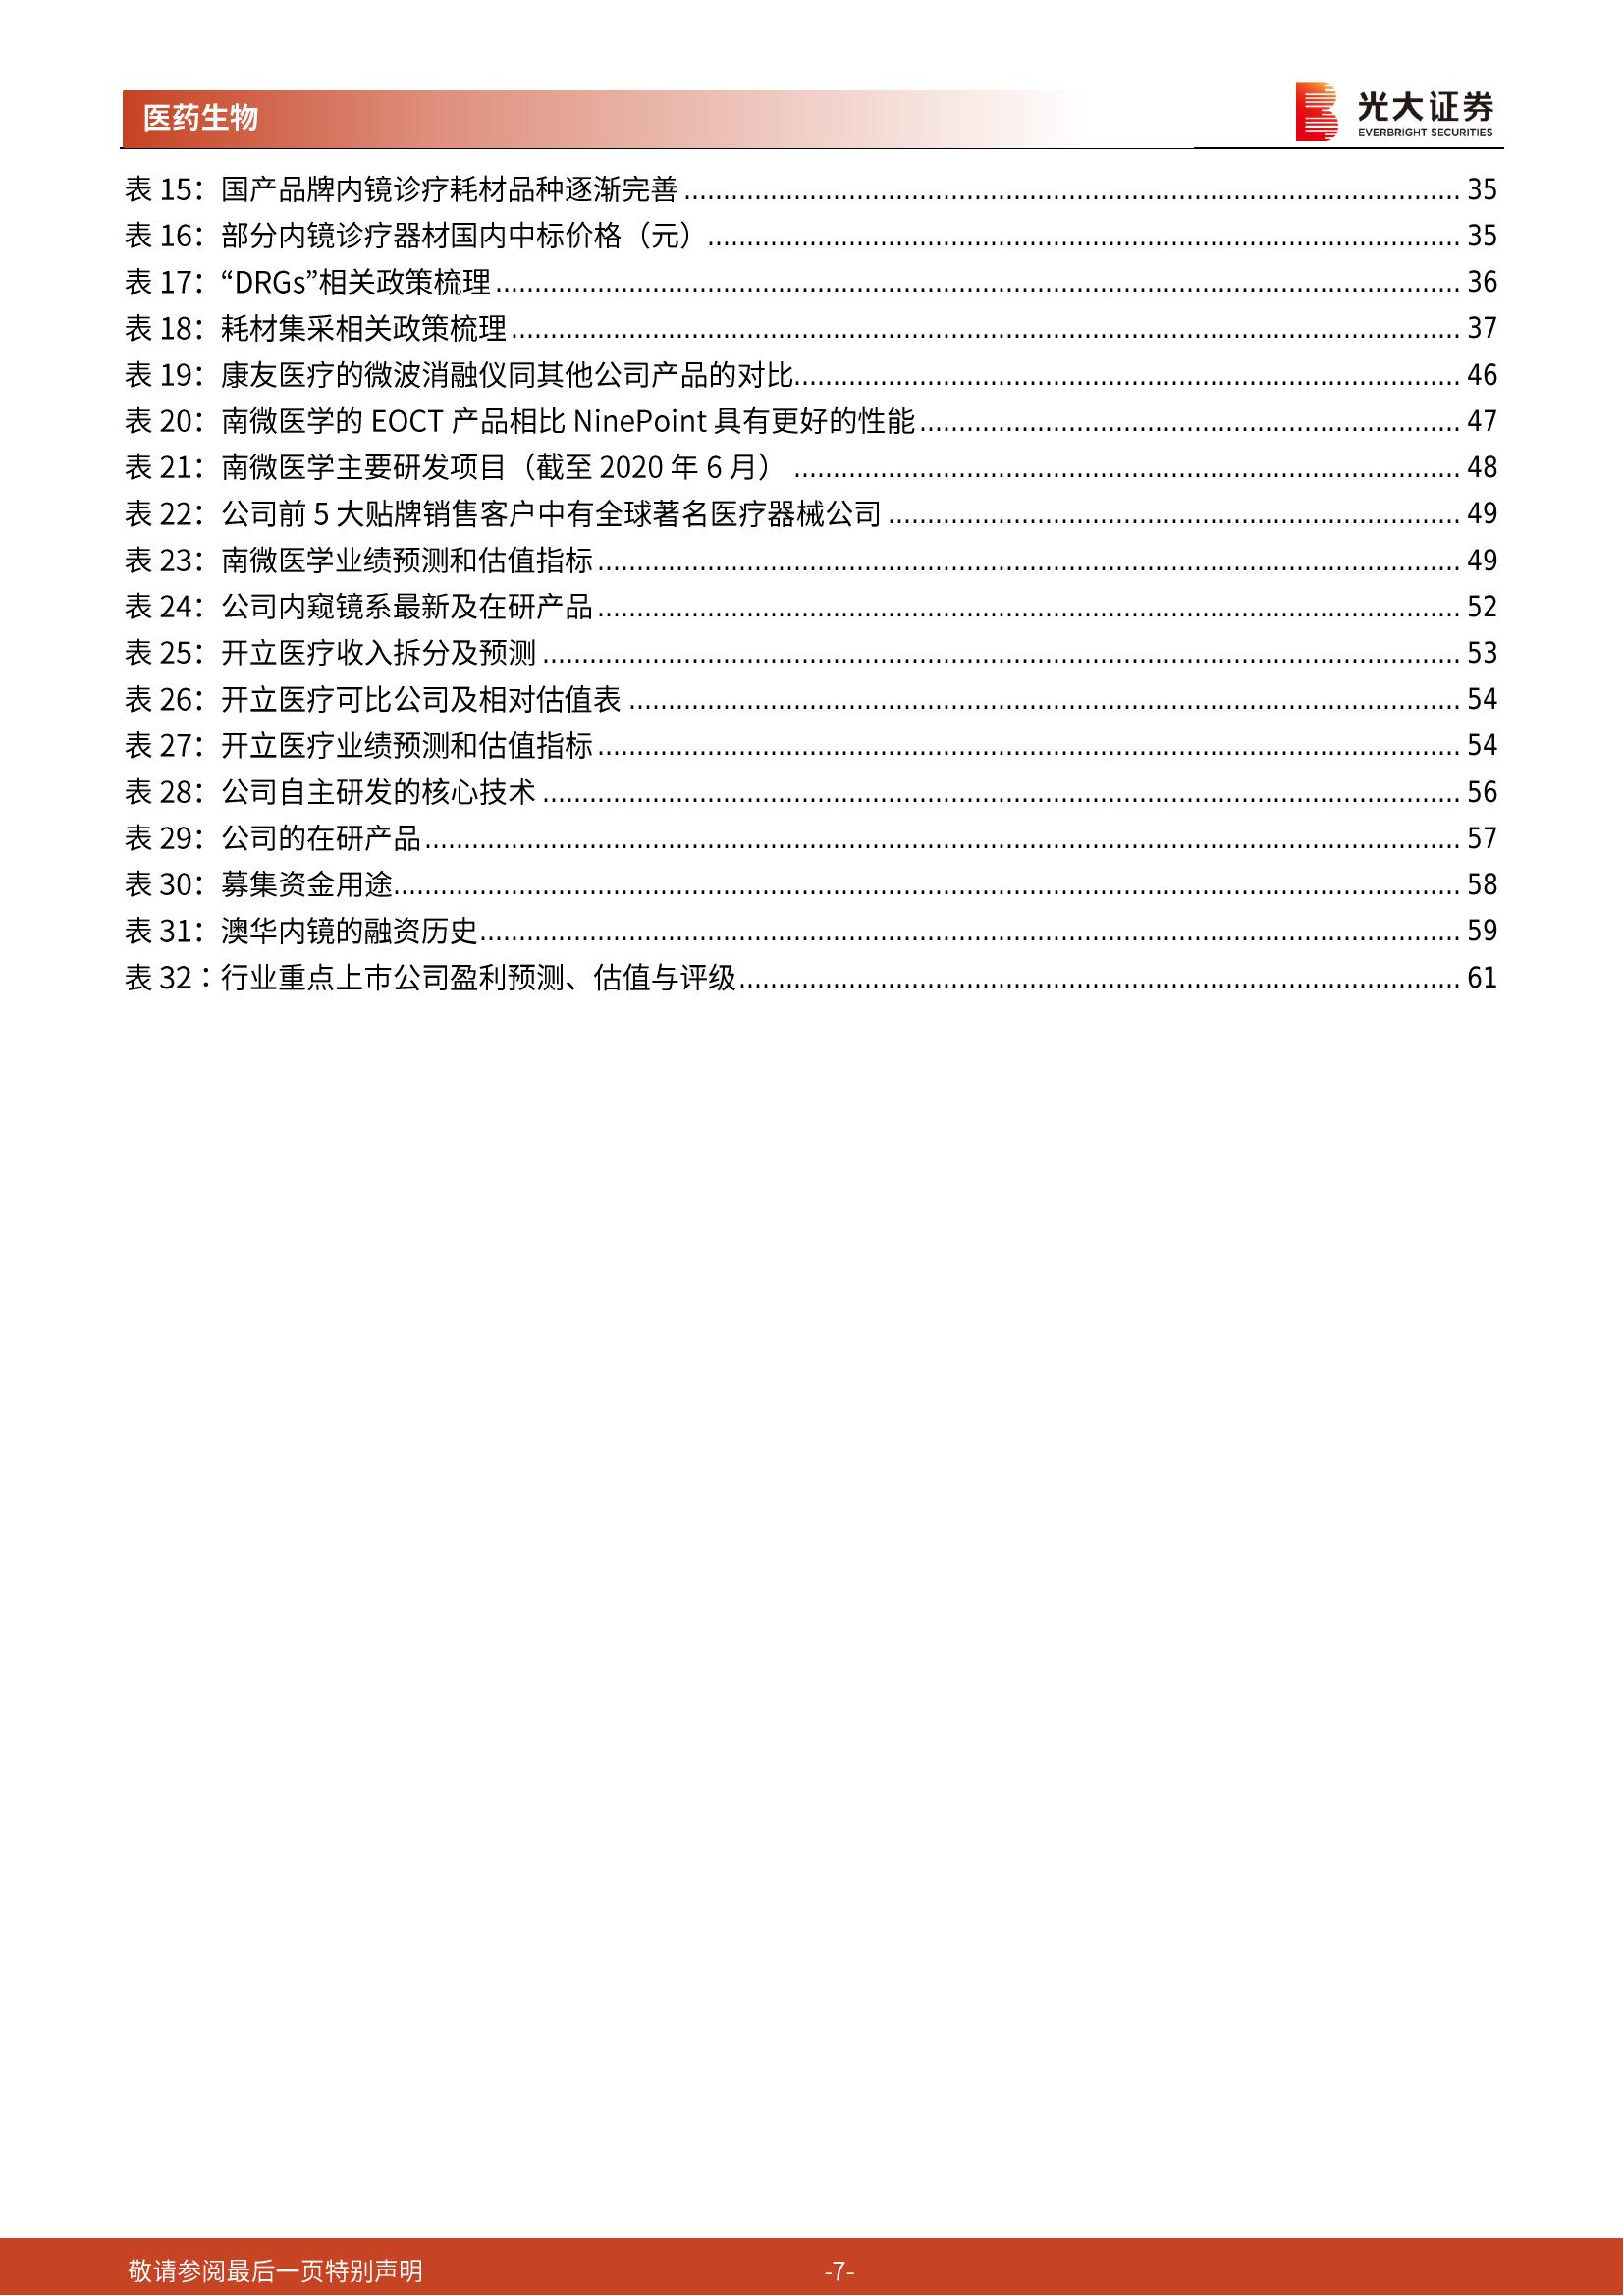 医药生物
光大证券
EVERBRIGHT SECURITIES
表 15：国产品牌内镜诊疗耗材品种逐渐完善 ........ 35
表 16：部分内镜诊疗器材国内中标价格（元） ........ 35
表 17：“DRGs”相关政策梳理 ........ 36
表 18：耗材集采相关政策梳理 ........ 37
表 19：康友医疗的微波消融仪同其他公司产品的对比 ........ 46
表 20：南微医学的 EOCT 产品相比 NinePoint 具有更好的性能 ........ 47
表 21：南微医学主要研发项目（截至 2020 年 6 月） ........ 48
表 22：公司前 5 大贴牌销售客户中有全球著名医疗器械公司 ........ 49
表 23：南微医学业绩预测和估值指标 ........ 49
表 24：公司内窥镜系最新及在研产品 ........ 52
表 25：开立医疗收入拆分及预测 ........ 53
表 26：开立医疗可比公司及相对估值表 ........ 54
表 27：开立医疗业绩预测和估值指标 ........ 54
表 28：公司自主研发的核心技术 ........ 56
表 29：公司的在研产品 ........ 57
表 30：募集资金用途 ........ 58
表 31：澳华内镜的融资历史 ........ 59
表 32：行业重点上市公司盈利预测、估值与评级 ........ 61
敬请参阅最后一页特别声明
-7-